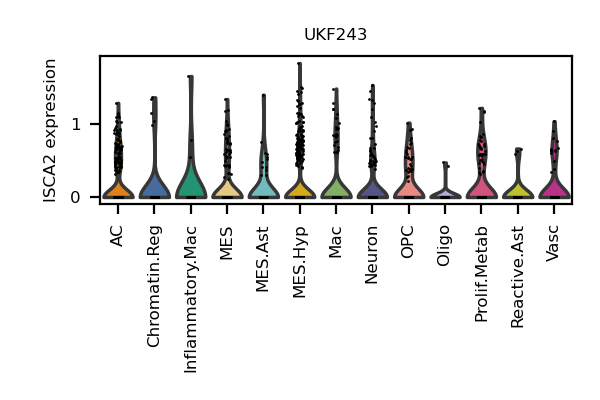 UKF243
ISCA2 expression
1
0
AC
Chromatin.Reg
Inflammatory.Mac
MES
MES.Ast
MES.Hyp
Mac
Neuron
OPC
Oligo
Prolif.Metab
Reactive.Ast
Vasc